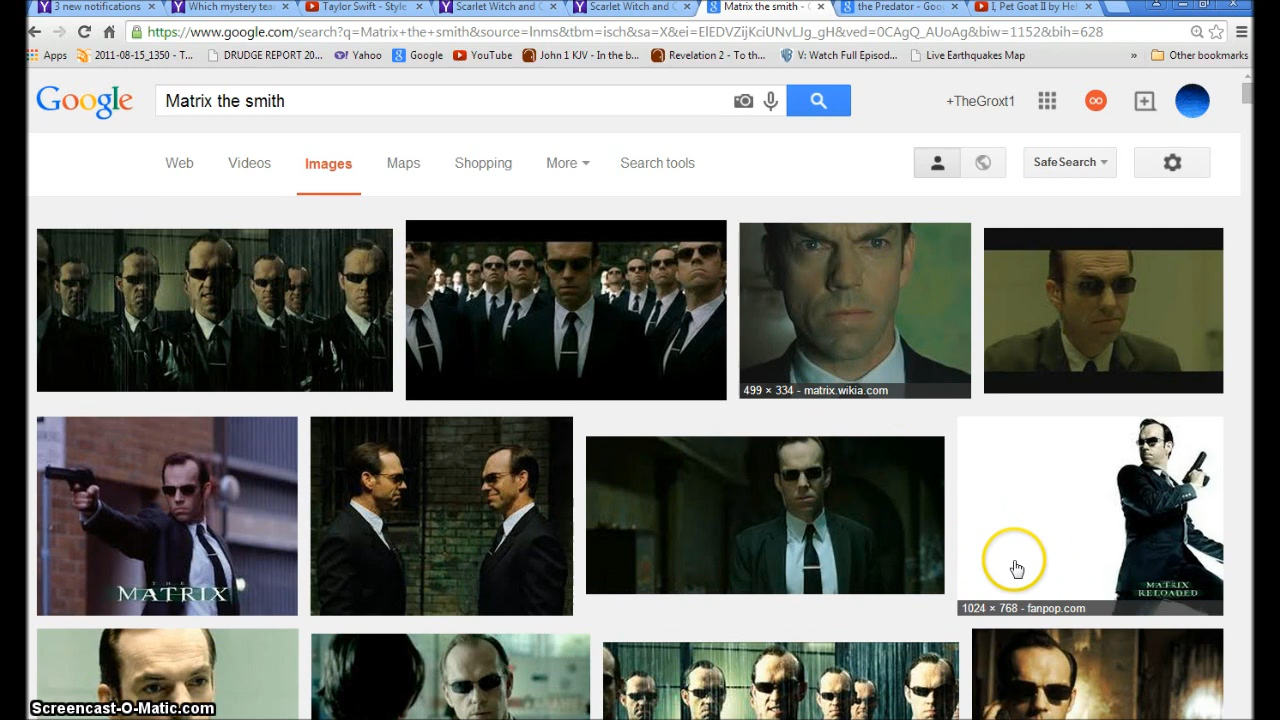 3 new notifications
Which mystery tea
Taylor Swift - Style
Scarlet Witch and
Scarlet Witch and
Matrix the smith -
the Predator - Goo
I, Pet Goat II by He
https://www.google.com/search?q=Matrix+the+smith&source=lnms&tbm=isch&sa=X&ei=ElEDVZijKciUNvLJg_gH&ved=0CAgQ_AUoAg&biw=1152&bih=628
Apps
2011-08-15_1350 - T...
DRUDGE REPORT 20...
Yahoo
Google
YouTube
John 1 KJV - In the b...
Revelation 2 - To th...
V: Watch Full Episod...
Live Earthquakes Map
»
Other bookmarks
Google
Matrix the smith
+TheGroxt1
Web
Videos
Images
Maps
Shopping
More
Search tools
SafeSearch
499 × 334 - matrix.wikia.com
THE
MATRIX
MATRIX
RELOADED
1024 × 768 - fanpop.com
Screencast-O-Matic.com